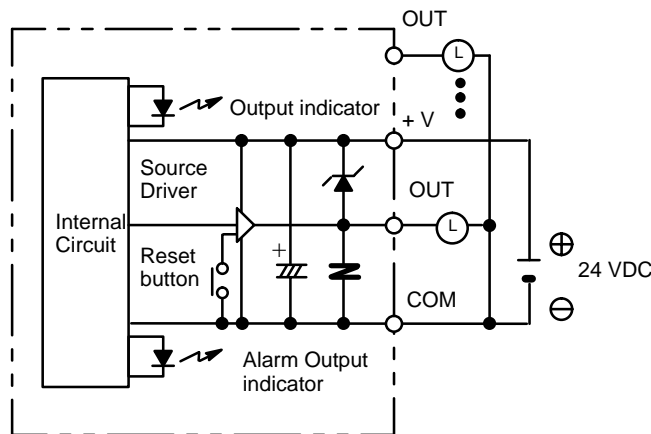 OUT
L
Output indicator
+ V
Source
Driver
OUT
Internal
Circuit
L
Reset
button
+
24 VDC
COM
Alarm Output
indicator